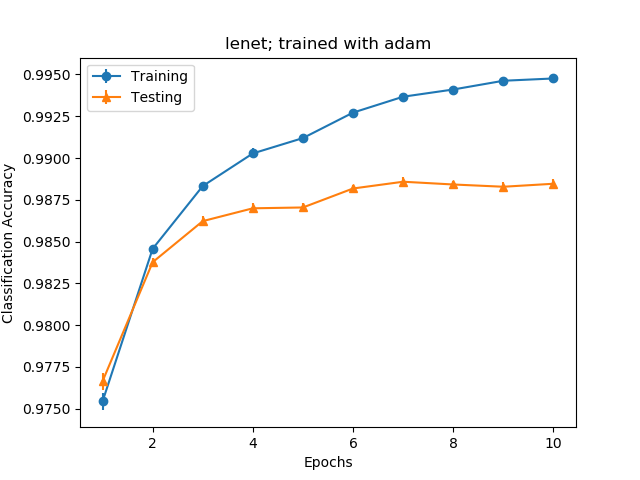 lenet; trained with adam
Training
Testing
0.9950
0.9925
0.9900
0.9875
0.9850
0.9825
0.9800
0.9775
0.9750
Classification Accuracy
2 4 6 8 10
Epochs